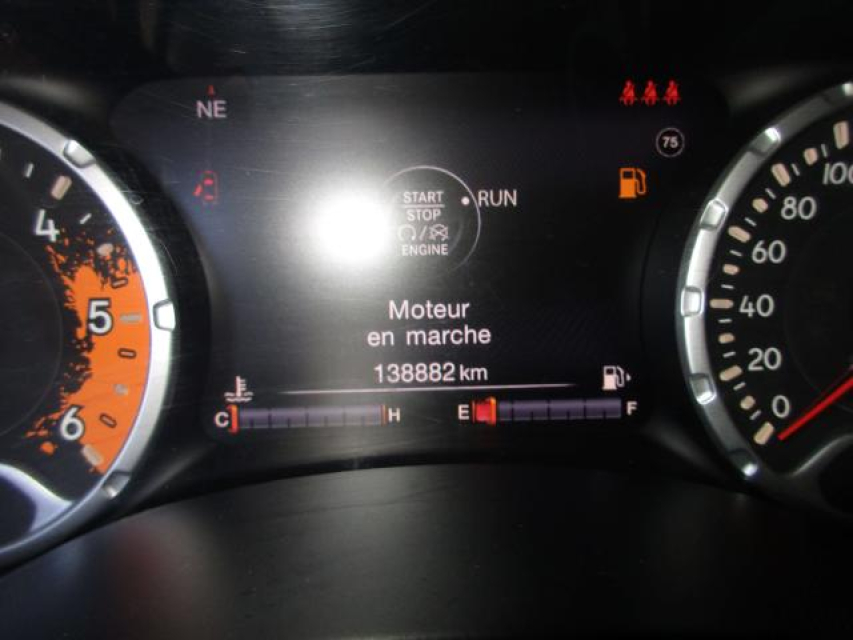 NE
75
START
STOP
RUN
ENGINE
Moteur
en marche
138882 km
C H
E F
4
5
6
100
80
60
40
20
0